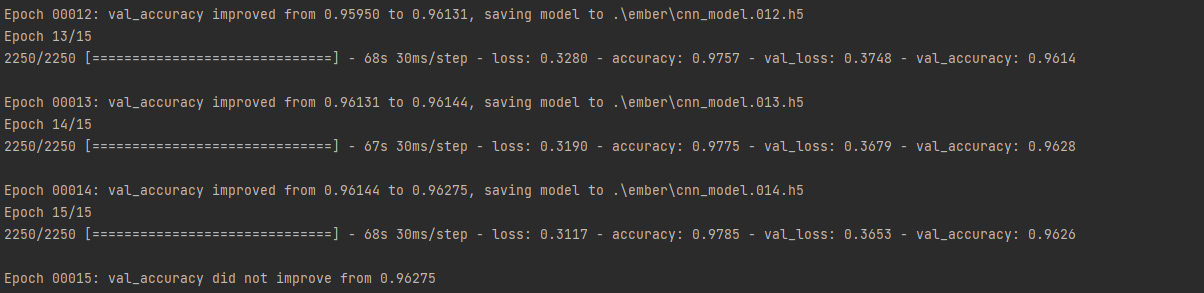 Epoch 00012: val_accuracy improved from 0.95950 to 0.96131, saving model to .\ember\cnn_model.012.h5
Epoch 13/15
2250/2250 [==============================] - 68s 30ms/step - loss: 0.3280 - accuracy: 0.9757 - val_loss: 0.3748 - val_accuracy: 0.9614
Epoch 00013: val_accuracy improved from 0.96131 to 0.96144, saving model to .\ember\cnn_model.013.h5
Epoch 14/15
2250/2250 [==============================] - 67s 30ms/step - loss: 0.3190 - accuracy: 0.9775 - val_loss: 0.3679 - val_accuracy: 0.9628
Epoch 00014: val_accuracy improved from 0.96144 to 0.96275, saving model to .\ember\cnn_model.014.h5
Epoch 15/15
2250/2250 [==============================] - 68s 30ms/step - loss: 0.3117 - accuracy: 0.9785 - val_loss: 0.3653 - val_accuracy: 0.9626
Epoch 00015: val_accuracy did not improve from 0.96275